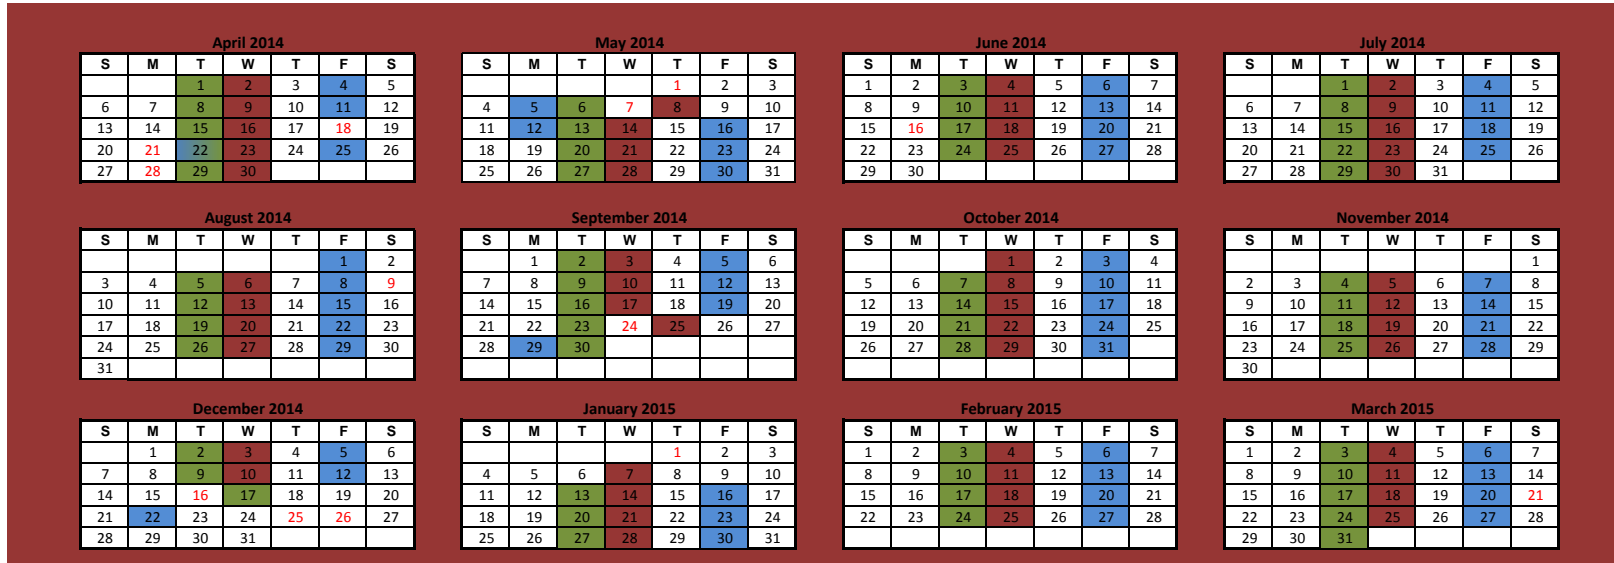 April 2014 May 2014 June 2014 July 2014
S M T W T F S S M T W T F S S M T W T F S S M T W T F S
1 2 3 4 5 1 2 3 1 2 3 4 5 6 7 1 2 3 4 5
6 7 8 9 10 11 12 4 5 6 7 8 9 10 8 9 10 11 12 13 14 6 7 8 9 10 11 12
13 14 15 16 17 18 19 11 12 13 14 15 16 17 15 16 17 18 19 20 21 13 14 15 16 17 18 19
20 21 22 23 24 25 26 18 19 20 21 22 23 24 22 23 24 25 26 27 28 20 21 22 23 24 25 26
27 28 29 30 25 26 27 28 29 30 31 29 30 27 28 29 30 31
August 2014 September 2014 October 2014 November 2014
S M T W T F S S M T W T F S S M T W T F S S M T W T F S
1 2 1 2 3 4 5 6 1 2 3 4 1
3 4 5 6 7 8 9 7 8 9 10 11 12 13 5 6 7 8 9 10 11 2 3 4 5 6 7 8
10 11 12 13 14 15 16 14 15 16 17 18 19 20 12 13 14 15 16 17 18 9 10 11 12 13 14 15
17 18 19 20 21 22 23 21 22 23 24 25 26 27 19 20 21 22 23 24 25 16 17 18 19 20 21 22
24 25 26 27 28 29 30 28 29 30 26 27 28 29 30 31 23 24 25 26 27 28 29
31 30
December 2014 January 2015 February 2015 March 2015
S M T W T F S S M T W T F S S M T W T F S S M T W T F S
1 2 3 4 5 6 1 2 3 1 2 3 4 5 6 7 1 2 3 4 5 6 7
7 8 9 10 11 12 13 4 5 6 7 8 9 10 8 9 10 11 12 13 14 8 9 10 11 12 13 14
14 15 16 17 18 19 20 11 12 13 14 15 16 17 15 16 17 18 19 20 21 15 16 17 18 19 20 21
21 22 23 24 25 26 27 18 19 20 21 22 23 24 22 23 24 25 26 27 28 22 23 24 25 26 27 28
28 29 30 31 25 26 27 28 29 30 31 29 30 31